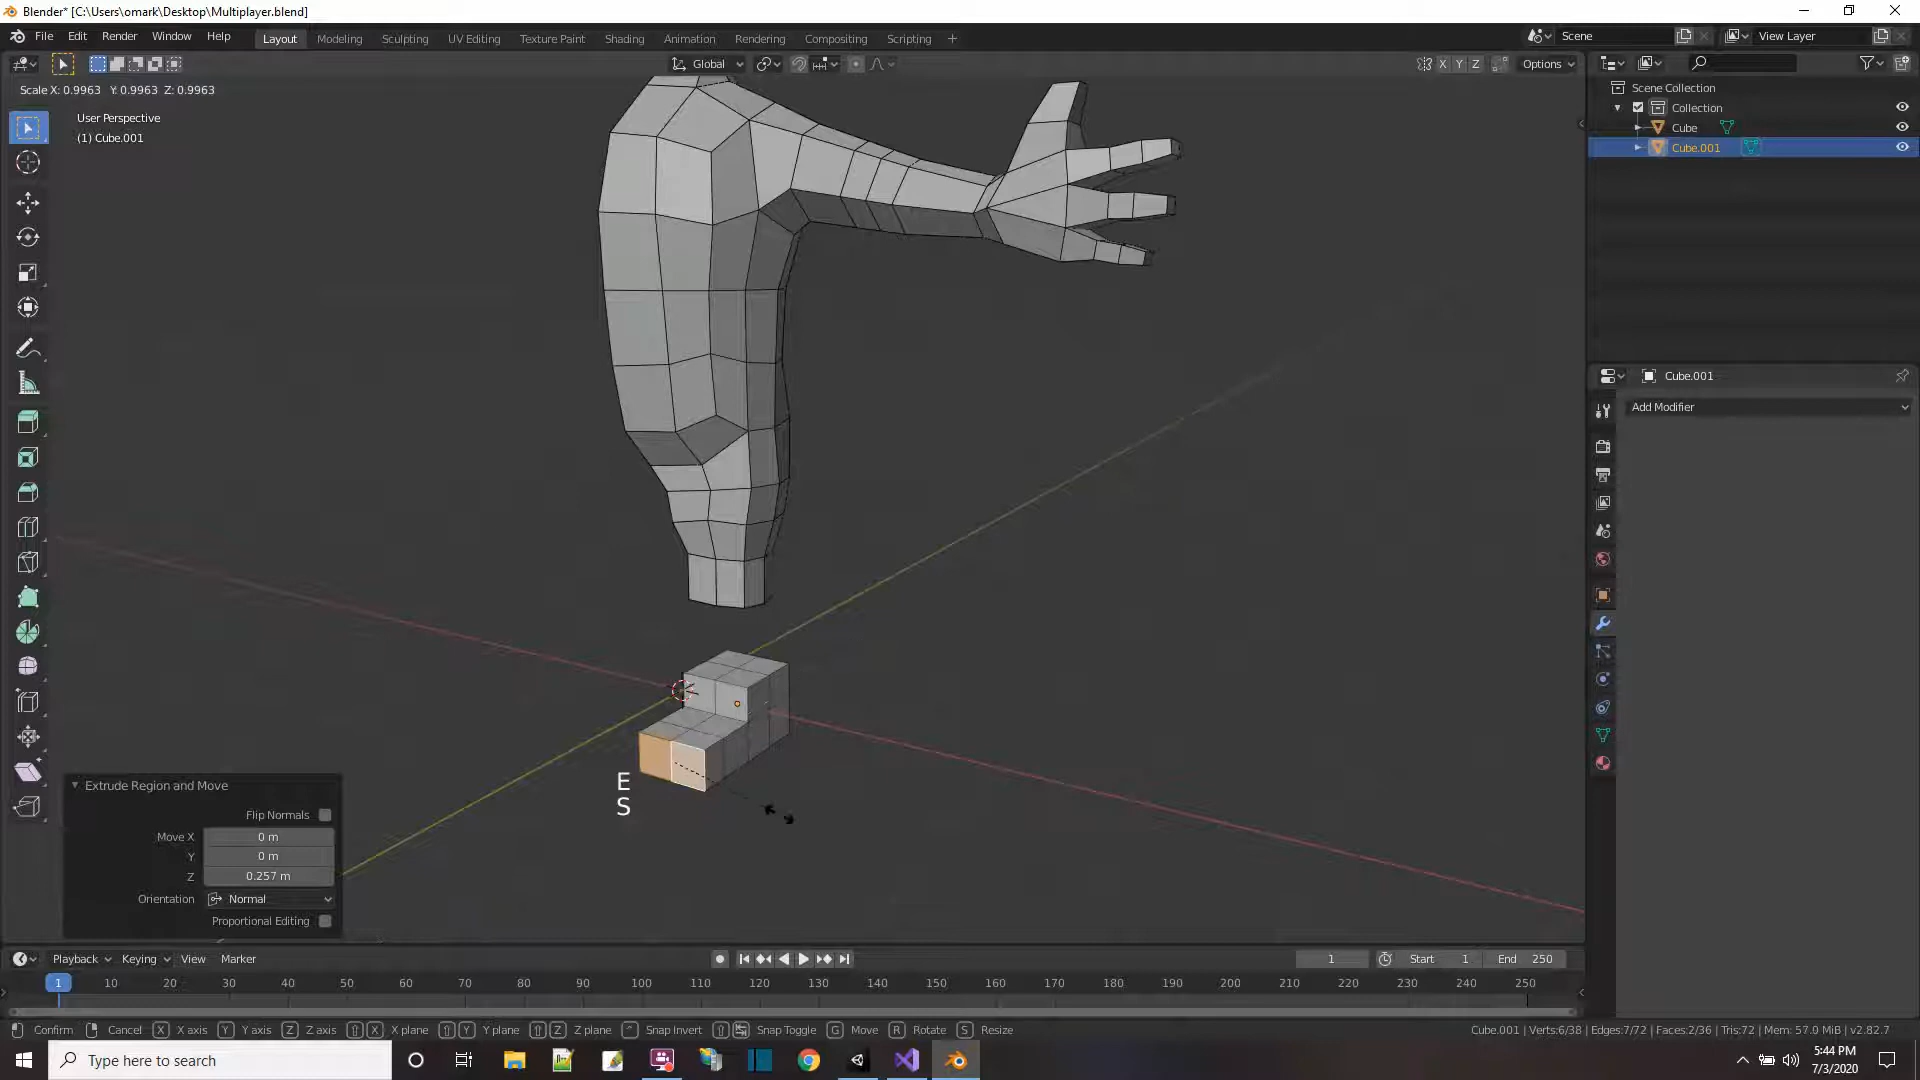 Blender* [C:\Users\omark\Desktop\Multiplayer.blend]
File Edit Render Window Help
Layout Modeling Sculpting UV Editing Texture Paint Shading Animation Rendering Compositing Scripting +
Scene
View Layer
Global
X Y Z
Options
Scale X: 0.9963 Y: 0.9963 Z: 0.9963
User Perspective
(1) Cube.001
Scene Collection
Collection
Cube
Cube.001
Cube.001
Add Modifier
E
S
Extrude Region and Move
Flip Normals
Move X 0 m
Y 0 m
Z 0.257 m
Orientation Normal
Proportional Editing
Playback Keying View Marker
1
Start 1
End 250
1 10 20 30 40 50 60 70 80 90 100 110 120 130 140 150 160 170 180 190 200 210 220 230 240 250
Confirm Cancel X X axis Y Y axis Z Z axis X X plane Y Y plane Z Z plane Snap Invert Snap Toggle G Move R Rotate S Resize
Cube.001 | Verts:6/38 | Edges:7/72 | Faces:2/36 | Tris:72 | Mem: 57.0 MiB | v2.82.7
Type here to search
5:44 PM
7/3/2020